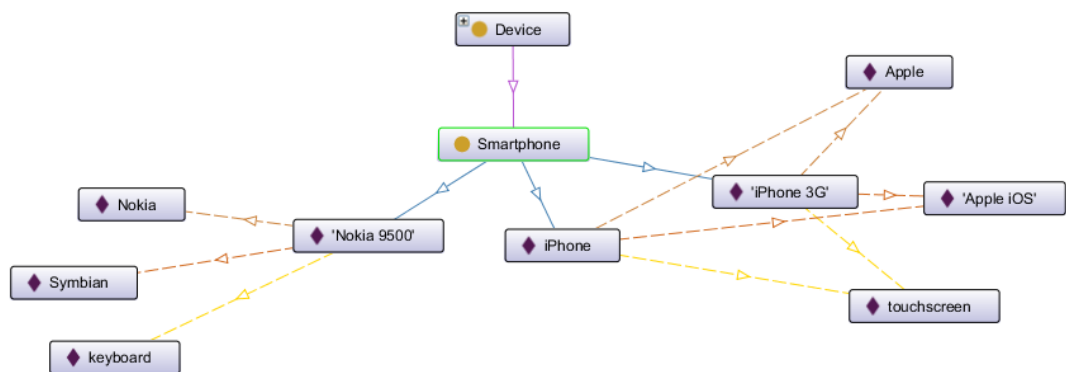 Device
Apple
Smartphone
'iPhone 3G'
'Apple iOS'
Nokia
'Nokia 9500'
iPhone
Symbian
touchscreen
keyboard